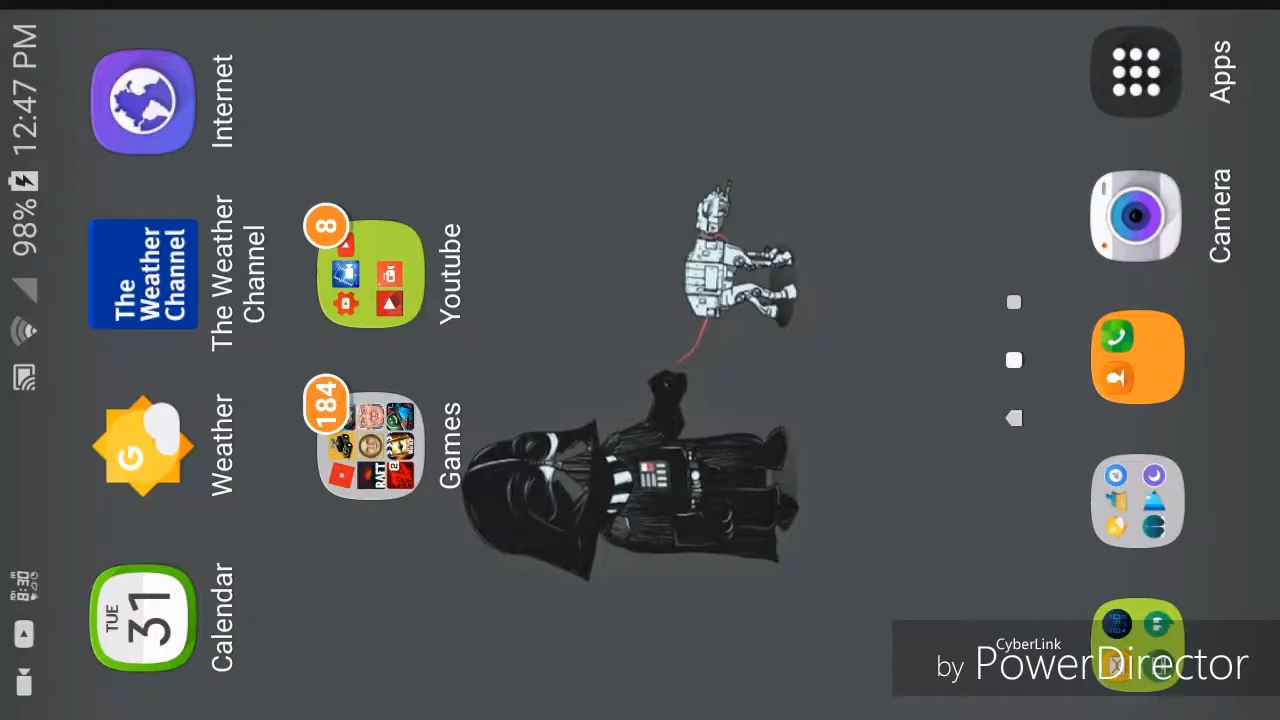 98% 12:47 PM
TUE
31
Calendar
G
Weather
The
Weather
Channel
The Weather
Channel
Internet
184
RAFT
Games
8
Youtube
Camera
Apps
CyberLink
by PowerDirector